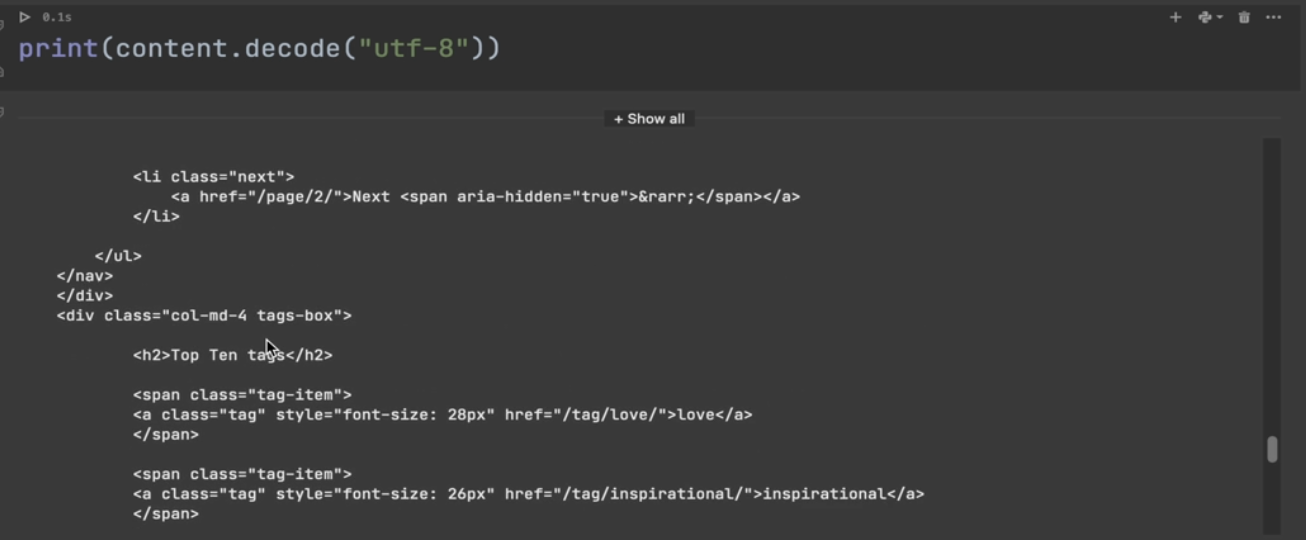 0.1s
print(content.decode("utf-8"))
+ Show all
<li class="next">
<a href="/page/2/">Next <span aria-hidden="true">&rarr;</span></a>
</li>
</ul>
</nav>
</div>
<div class="col-md-4 tags-box">
<h2>Top Ten tags</h2>
<span class="tag-item">
<a class="tag" style="font-size: 28px" href="/tag/love/">love</a>
</span>
<span class="tag-item">
<a class="tag" style="font-size: 26px" href="/tag/inspirational/">inspirational</a>
</span>